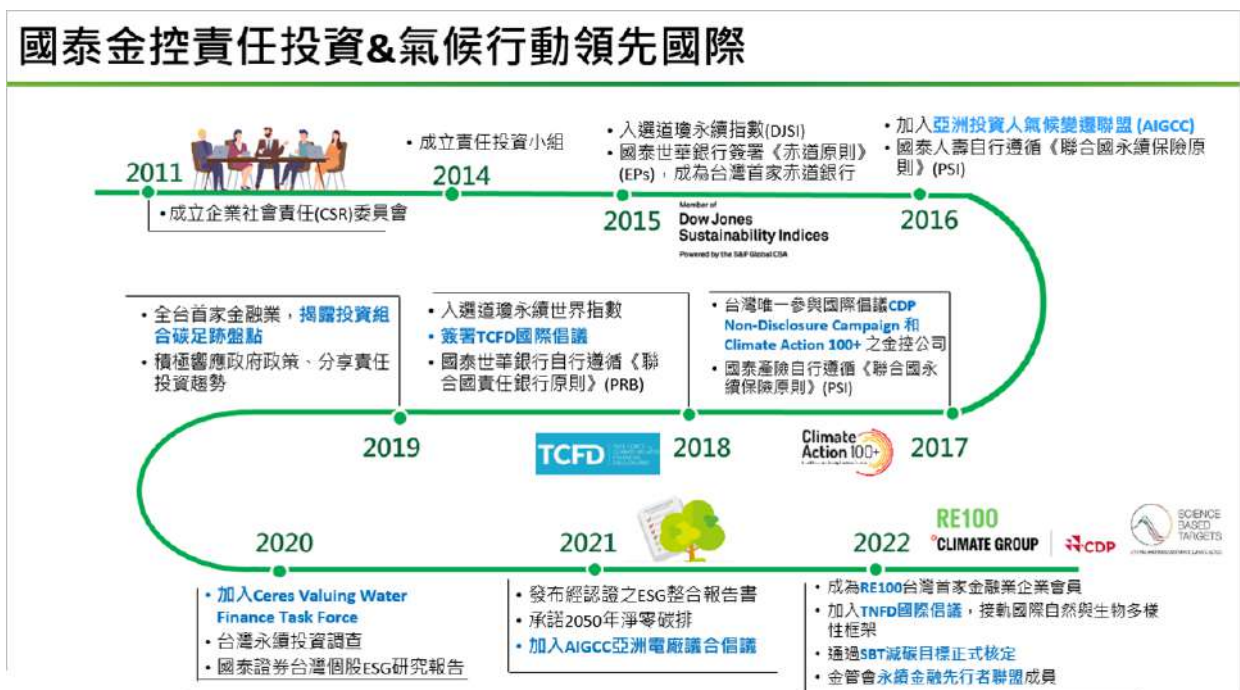 國泰金控責任投資&氣候行動領先國際
2011
•成立企業社會責任(CSR)委員會
•成立責任投資小組
2014
•入選道瓊永續指數(DJSI)
•國泰世華銀行簽署《赤道原則》
(EPs)，成為台灣首家赤道銀行
2015
Member of
Dow Jones
Sustainability Indices
Powered by the S&P Global CSA
•加入亞洲投資人氣候變遷聯盟 (AIGCC)
•國泰人壽自行遵循《聯合國永續保險原
則》(PSI)
2016
•台灣唯一參與國際倡議CDP
Non-Disclosure Campaign 和
Climate Action 100+ 之金控公司
•國泰產險自行遵循《聯合國永
續保險原則》(PSI)
Climate
Action 100+
2017
•入選道瓊永續世界指數
•簽署TCFD國際倡議
•國泰世華銀行自行遵循《聯
合國責任銀行原則》(PRB)
TCFD
2018
•全台首家金融業，揭露投資組
合碳足跡盤點
•積極響應政府政策、分享責任
投資趨勢
2019
2020
•加入Ceres Valuing Water
Finance Task Force
•台灣永續投資調查
•國泰證券台灣個股ESG研究報告
2021
•發布經認證之ESG整合報告書
•承諾2050年淨零碳排
•加入AIGCC亞洲電廠議合倡議
2022
RE100
°CLIMATE GROUP
CDP
SCIENCE
BASED
TARGETS
•成為RE100台灣首家金融業企業會員
•加入TNFD國際倡議，接軌國際自然與生物多樣
性框架
•通過SBT減碳目標正式核定
•金管會永續金融先行者聯盟成員